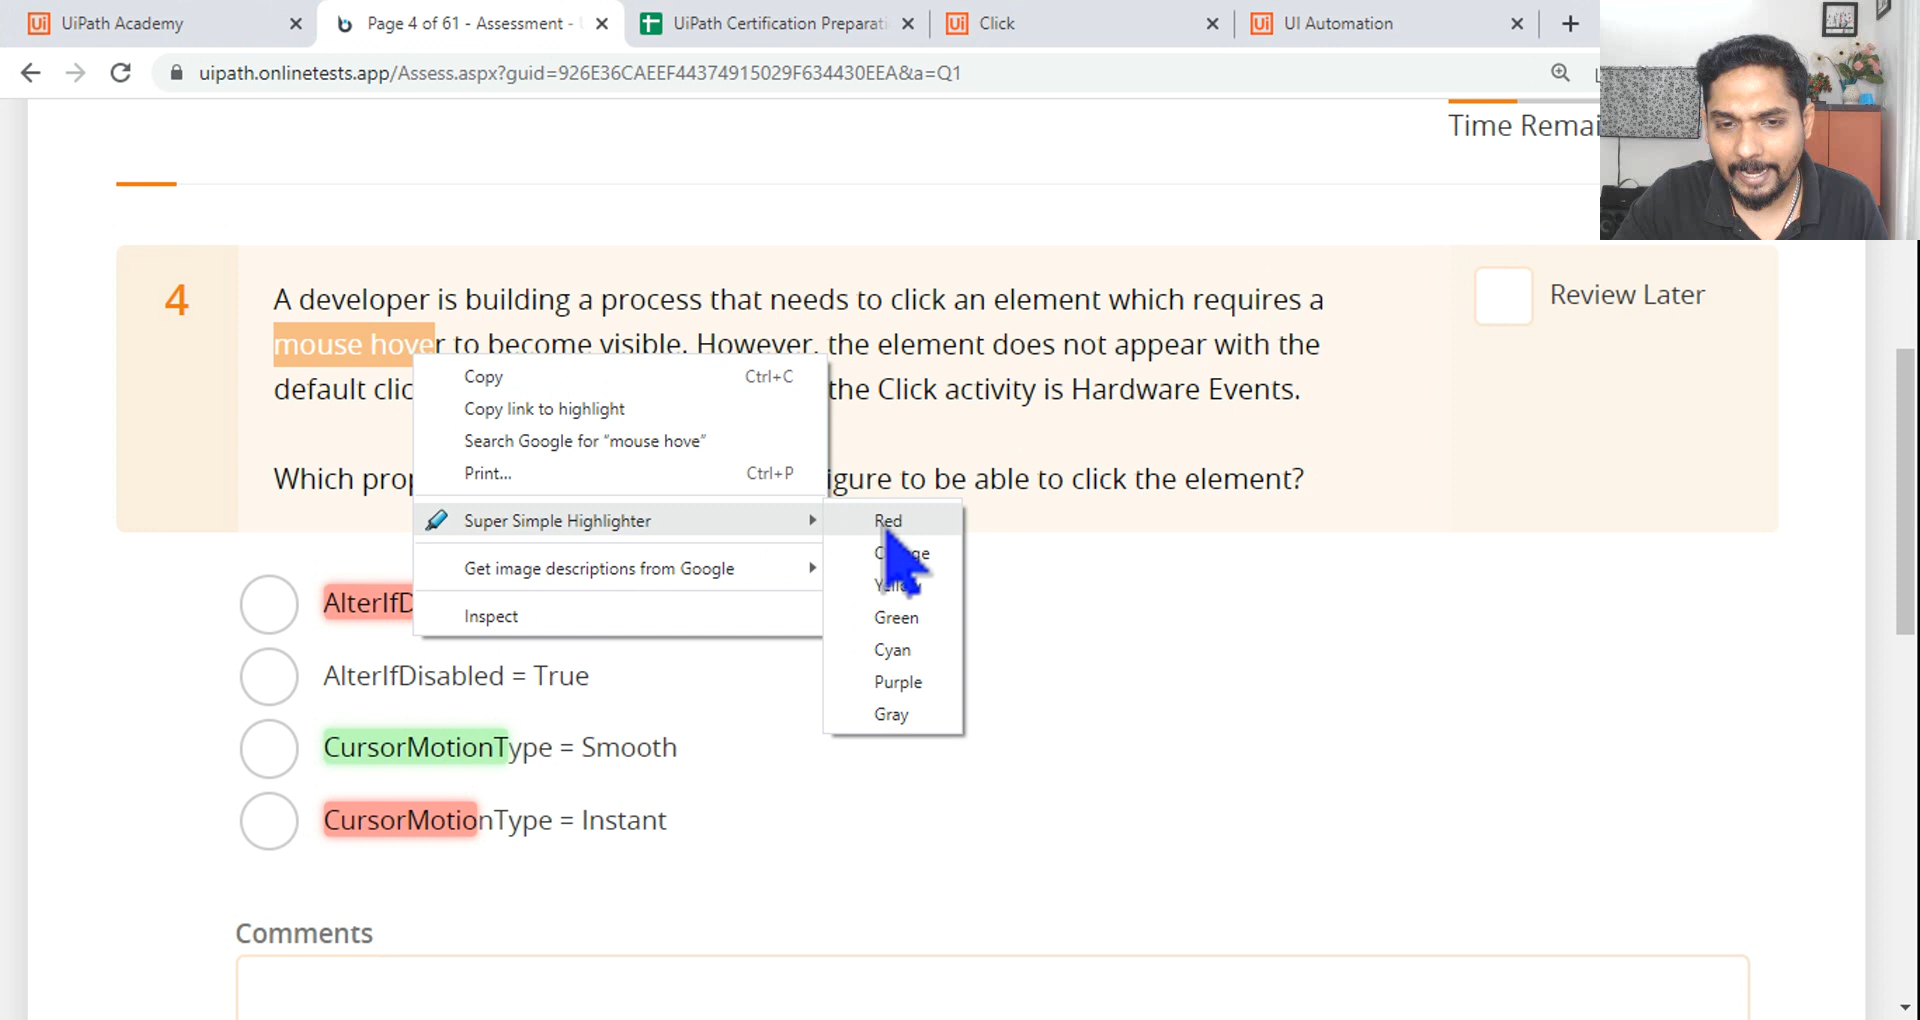 UiPath Academy
Page 4 of 61 - Assessment -
UiPath Certification Preparati
Click
UI Automation
uipath.onlinetests.app/Assess.aspx?guid=926E36CAEEF44374915029F634430EEA&a=Q1
Time Remai
4
A developer is building a process that needs to click an element which requires a
mouse hover to become visible. However, the element does not appear with the
default clic
the Click activity is Hardware Events.
Which prop
igure to be able to click the element?
Review Later
Copy Ctrl+C
Copy link to highlight
Search Google for “mouse hove”
Print... Ctrl+P
Super Simple Highlighter
Get image descriptions from Google
Inspect
Red
Yellow
Green
Cyan
Purple
Gray
AlterIfD
AlterIfDisabled = True
CursorMotionType = Smooth
CursorMotionType = Instant
Comments